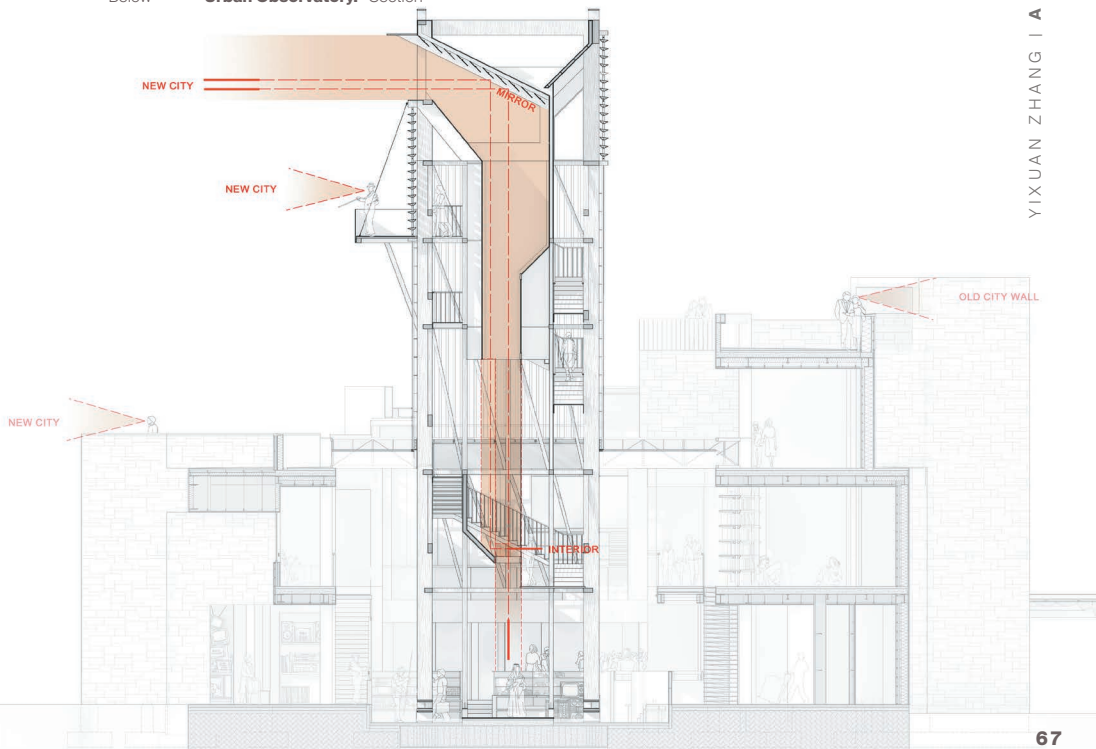 Below Urban Observatory. Section
YIXUAN ZHANG | A
NEW CITY
MIRROR
NEW CITY
OLD CITY WALL
NEW CITY
INTERIOR
67